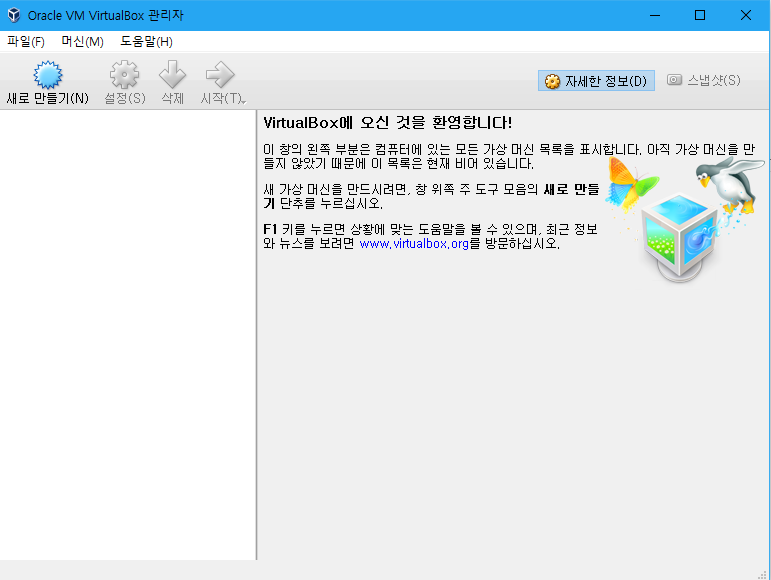 Oracle VM VirtualBox 관리자
파일(F) 머신(M) 도움말(H)
새로 만들기(N) 설정(S) 삭제 시작(T) 자세한 정보(D) 스냅샷(S)
VirtualBox에 오신 것을 환영합니다!
이 창의 왼쪽 부분은 컴퓨터에 있는 모든 가상 머신 목록을 표시합니다. 아직 가상 머신을 만
들지 않았기 때문에 이 목록은 현재 비어 있습니다.
새 가상 머신을 만드시려면, 창 위쪽 주 도구 모음의 새로 만들
기 단추를 누르십시오.
F1 키를 누르면 상황에 맞는 도움말을 볼 수 있으며, 최근 정보
와 뉴스를 보려면 www.virtualbox.org를 방문하십시오.